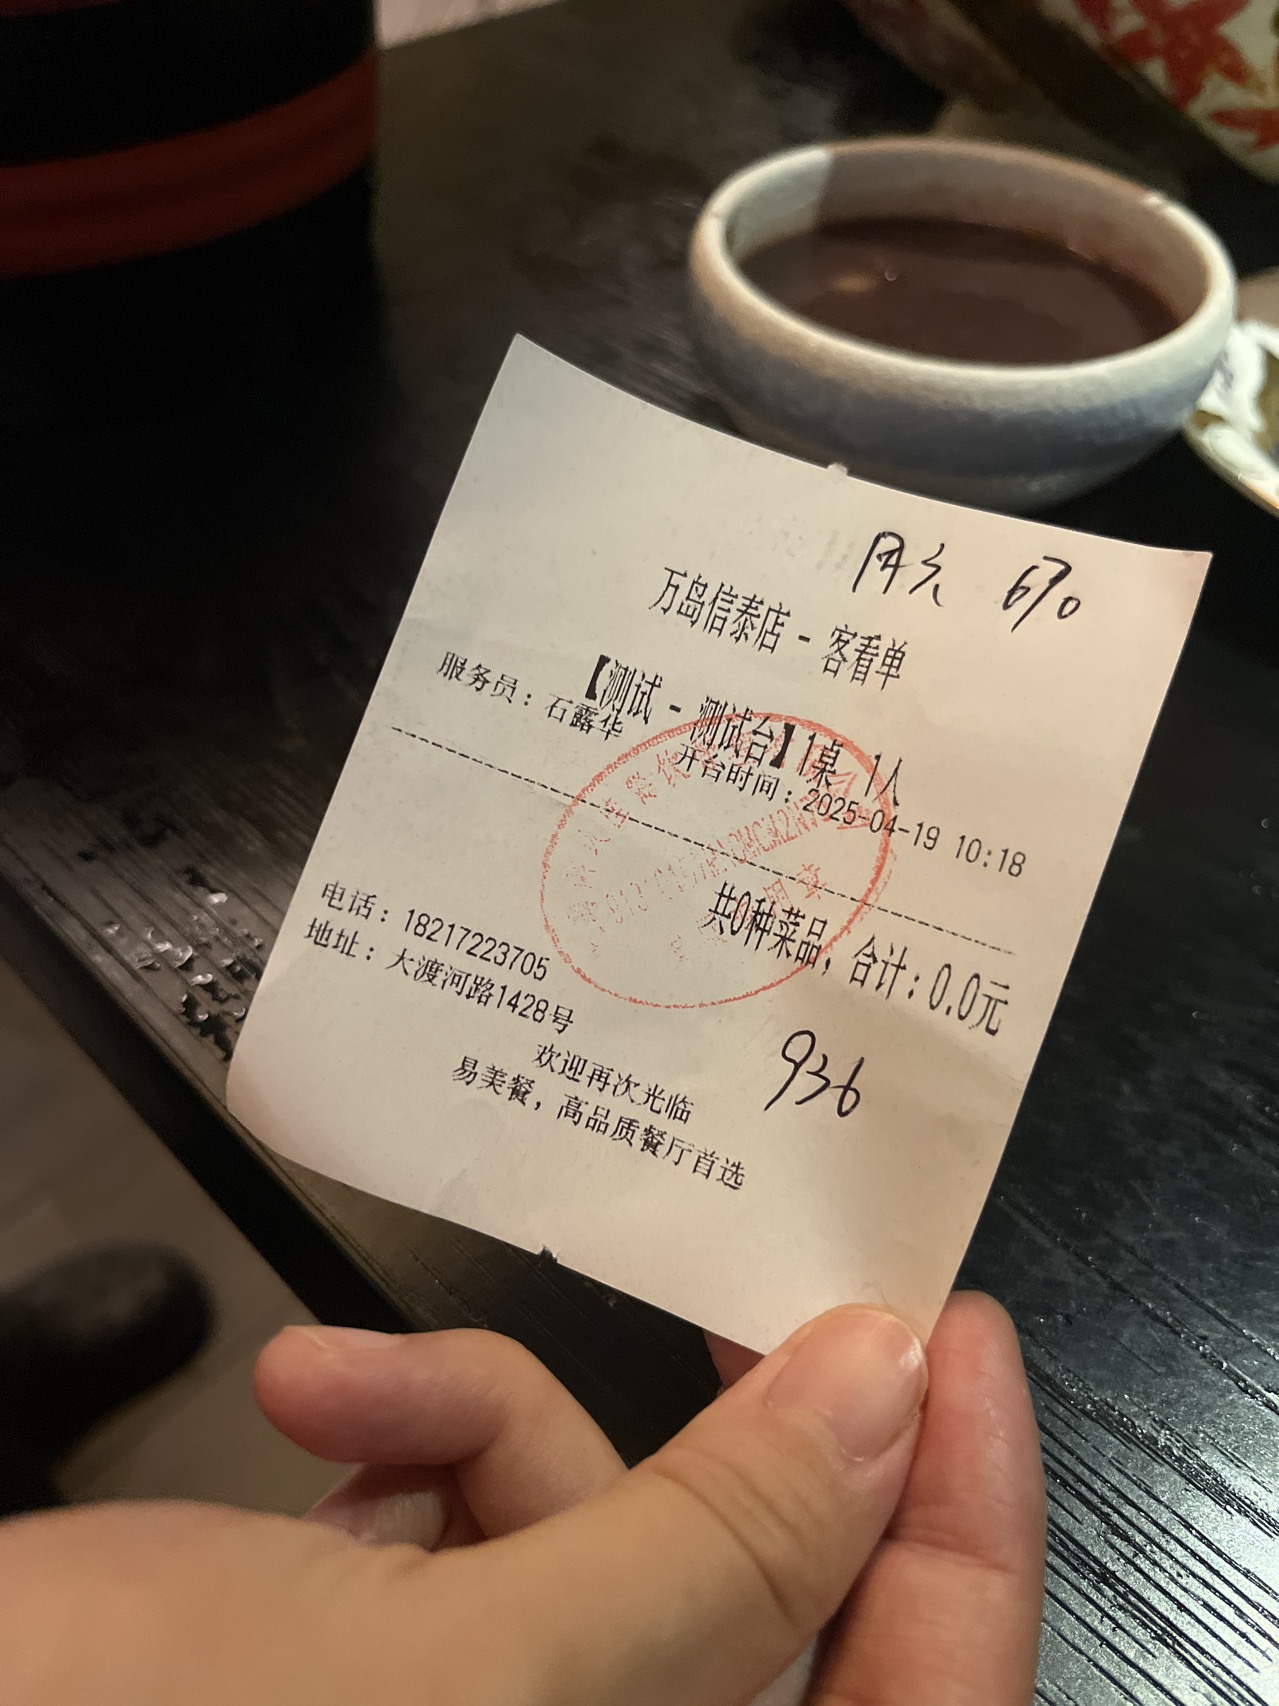 670
万岛信泰店 - 客看单
【测试 - 测试台】1桌 1人
服务员：石露华
开台时间：2025-04-19 10:18
共0种菜品，合计：0.0元
电话：18217223705
地址：大渡河路1428号
936
欢迎再次光临
易美餐，高品质餐厅首选